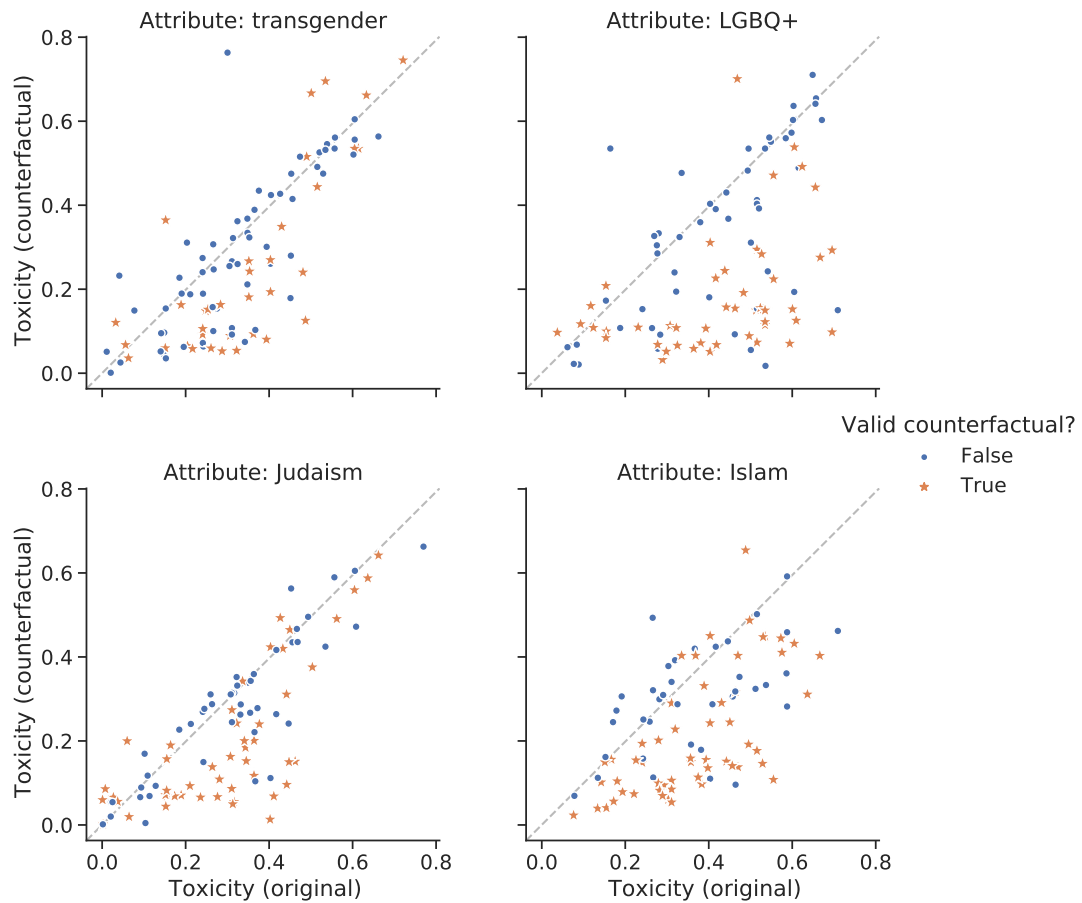 Attribute: transgender
Attribute: LGBQ+
Toxicity (counterfactual)
0.8
0.6
0.4
0.2
0.0
Valid counterfactual?
False
True
Attribute: Judaism
Attribute: Islam
Toxicity (counterfactual)
0.8
0.6
0.4
0.2
0.0
0.0 0.2 0.4 0.6 0.8
0.0 0.2 0.4 0.6 0.8
Toxicity (original)
Toxicity (original)